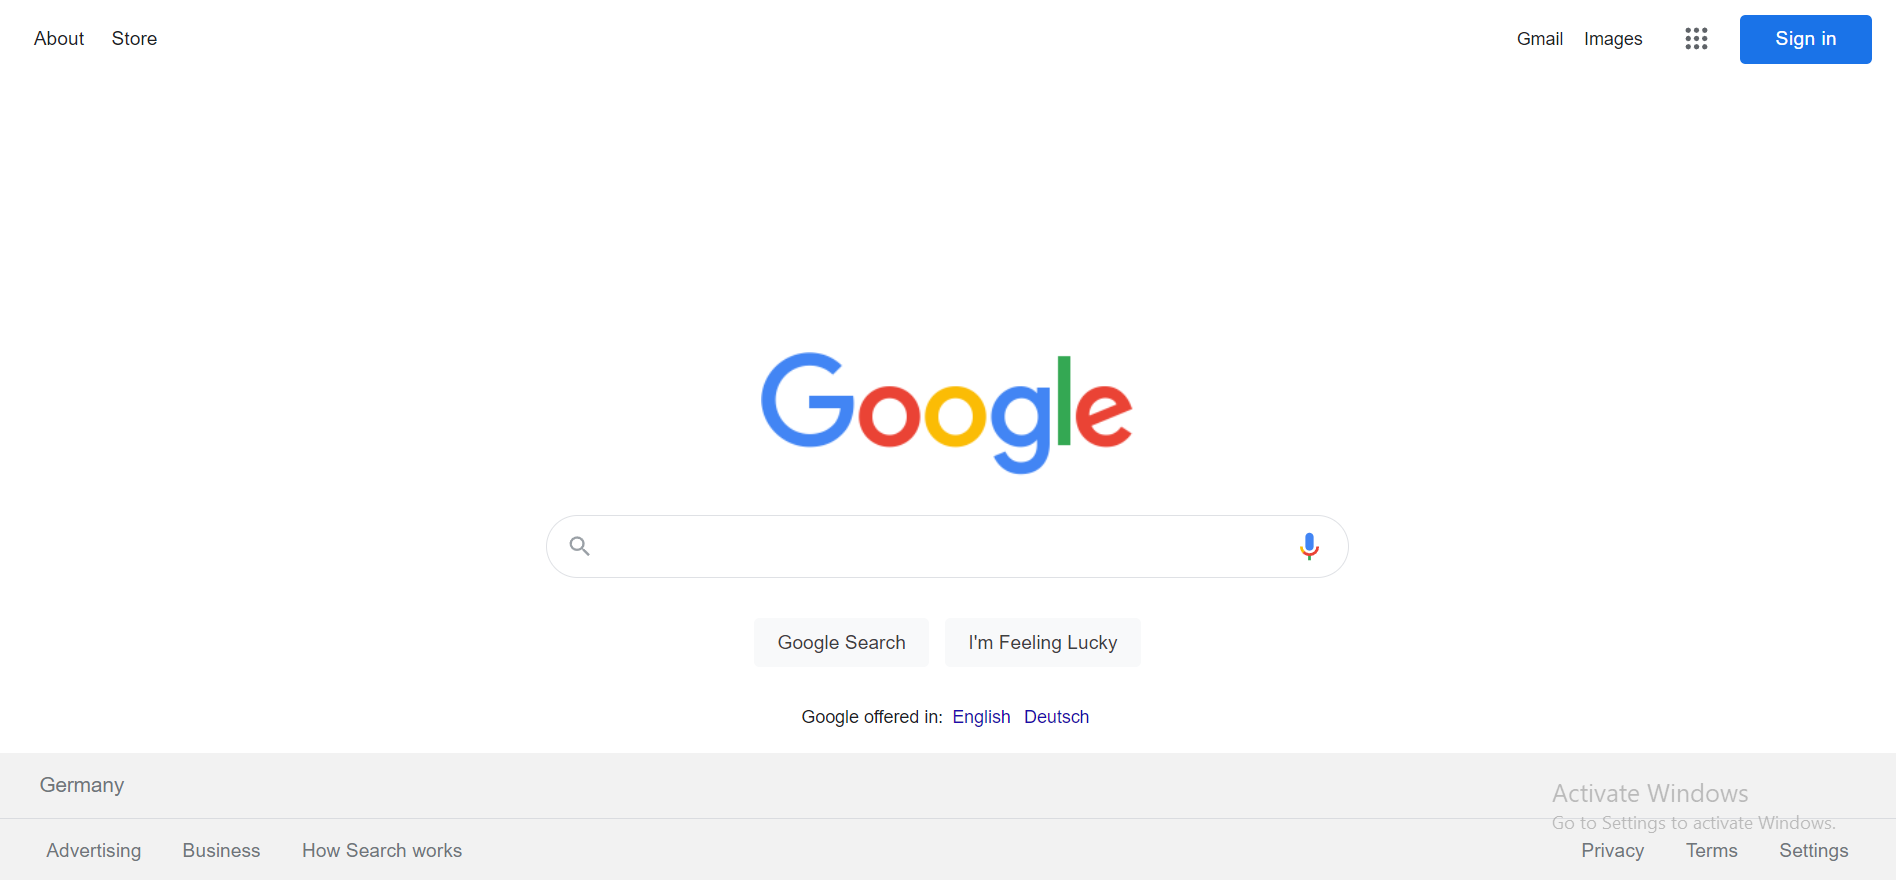 About Store Gmail Images Sign in
Google
Google Search I'm Feeling Lucky
Google offered in: English Deutsch
Germany
Activate Windows
Go to Settings to activate Windows.
Advertising Business How Search works Privacy Terms Settings